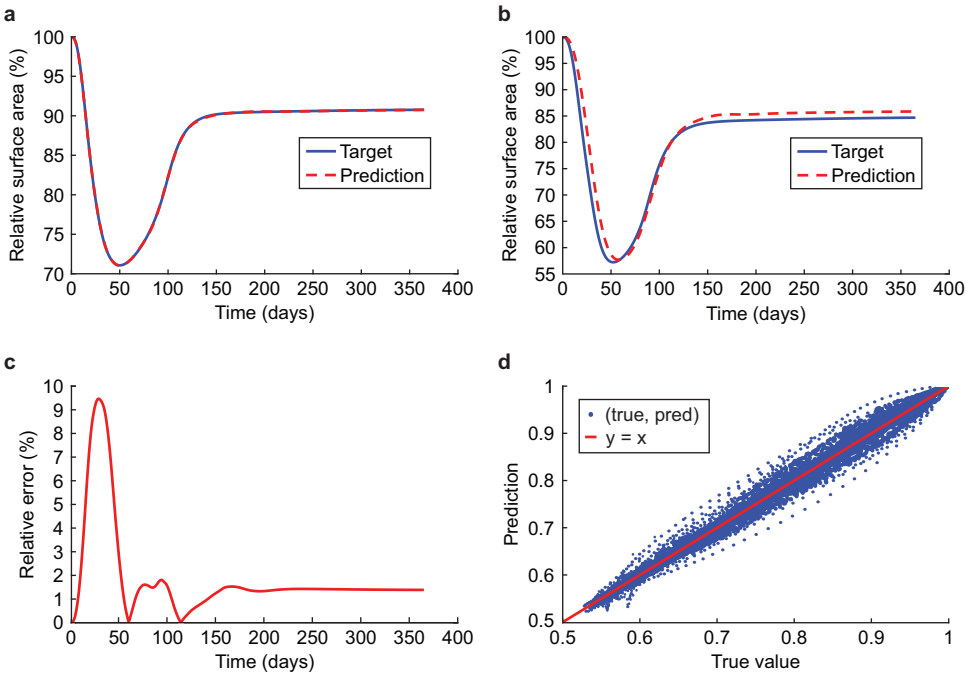 a
100
95
90
85
80
75
70
Relative surface area (%)
Target
Prediction
0 50 100 150 200 250 300 350 400
Time (days)
b
100
95
90
85
80
75
70
65
60
55
Relative surface area (%)
Target
Prediction
0 50 100 150 200 250 300 350 400
Time (days)
c
10
9
8
7
6
5
4
3
2
1
0
Relative error (%)
0 50 100 150 200 250 300 350 400
Time (days)
d
1
0.9
0.8
0.7
0.6
0.5
Prediction
(true, pred)
y = x
0.5 0.6 0.7 0.8 0.9 1
True value